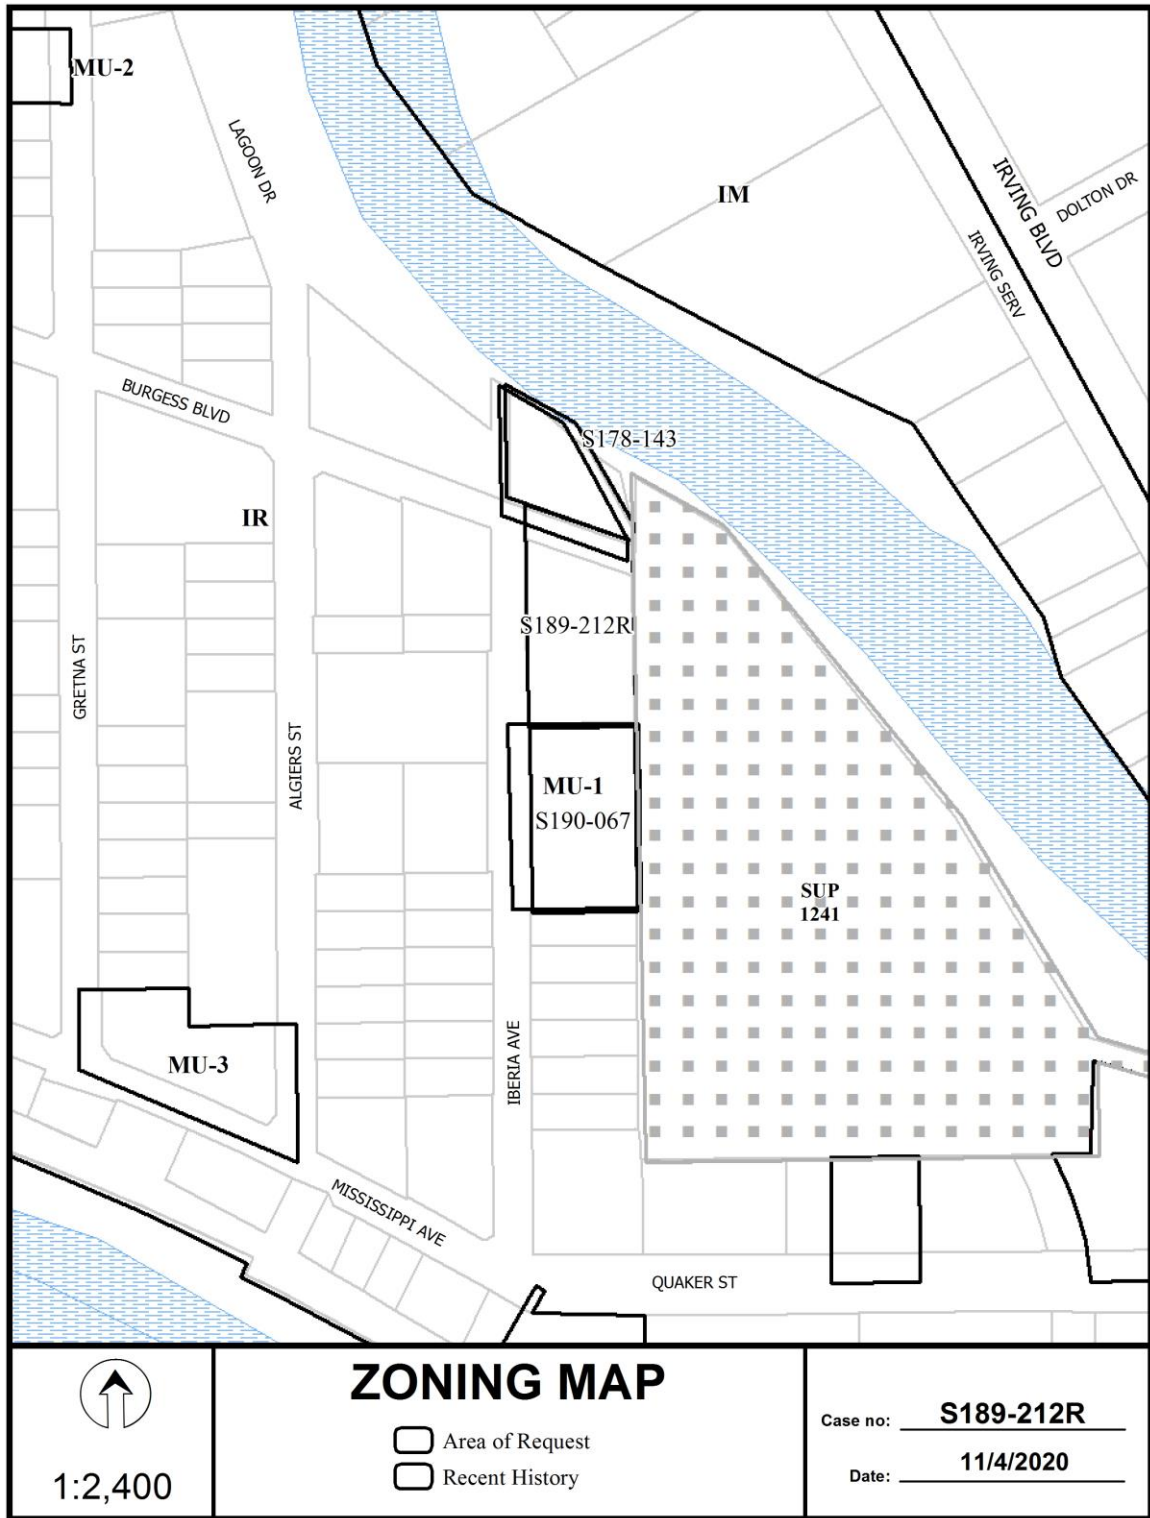 MU-2
LAGOON DR
IM
IRVING BLVD
DOLTON DR
IRVING SERV
BURGESS BLVD
S178-143
IR
S189-212R
GRETNA ST
ALGIERS ST
MU-1
S190-067
SUP
1241
IBERIA AVE
MU-3
MISSISSIPPI AVE
QUAKER ST
1:2,400
ZONING MAP
Area of Request
Recent History
Case no: S189-212R
Date: 11/4/2020